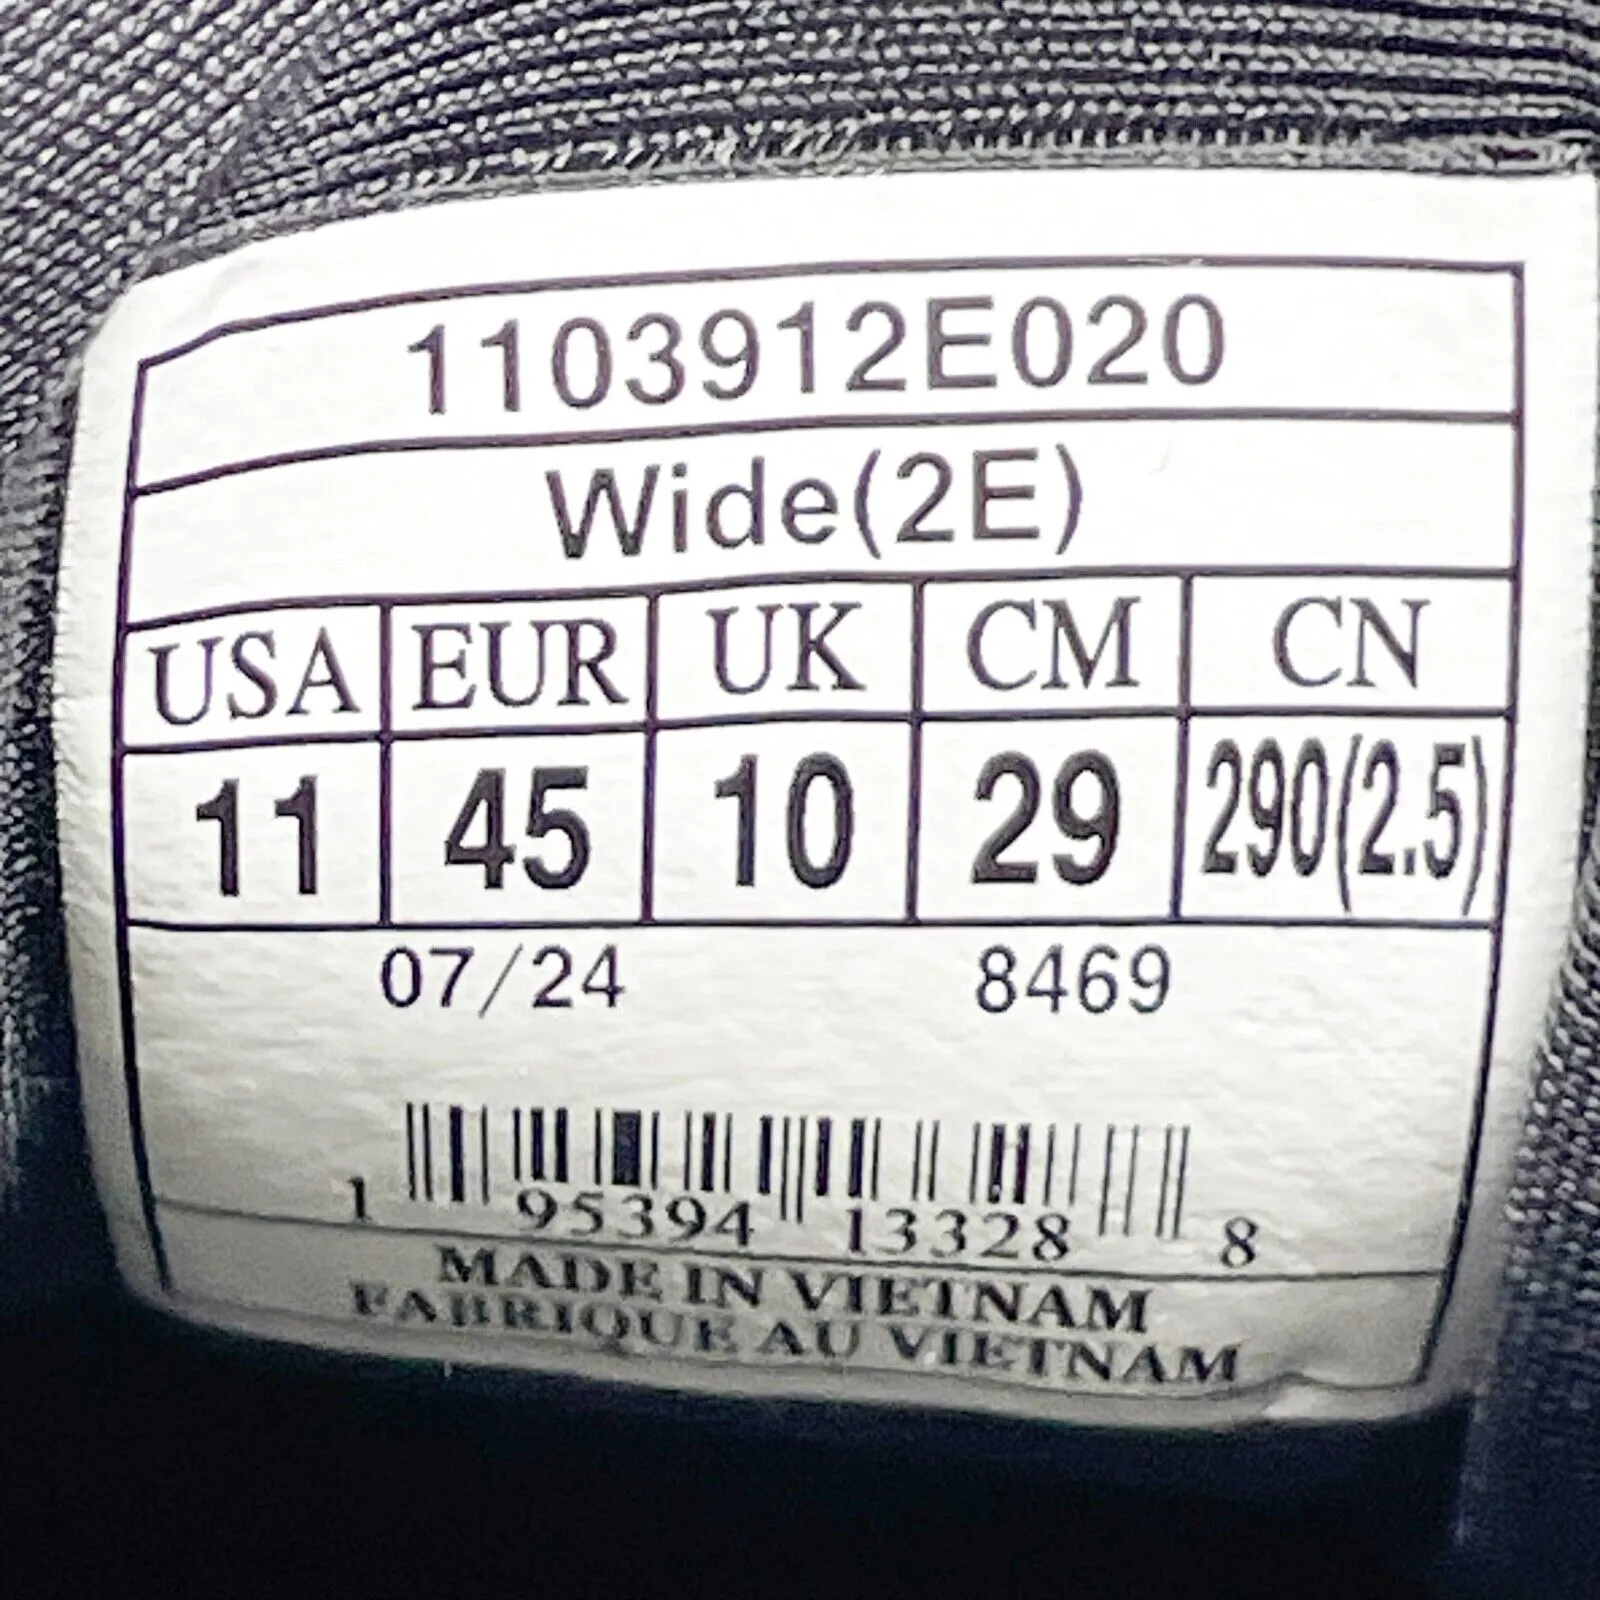 1103912E020
Wide(2E)
USA EUR UK CM CN
11 45 10 29 290(2.5)
07/24 8469
1 95394 13328 8
MADE IN VIETNAM
FABRIQUE AU VIETNAM